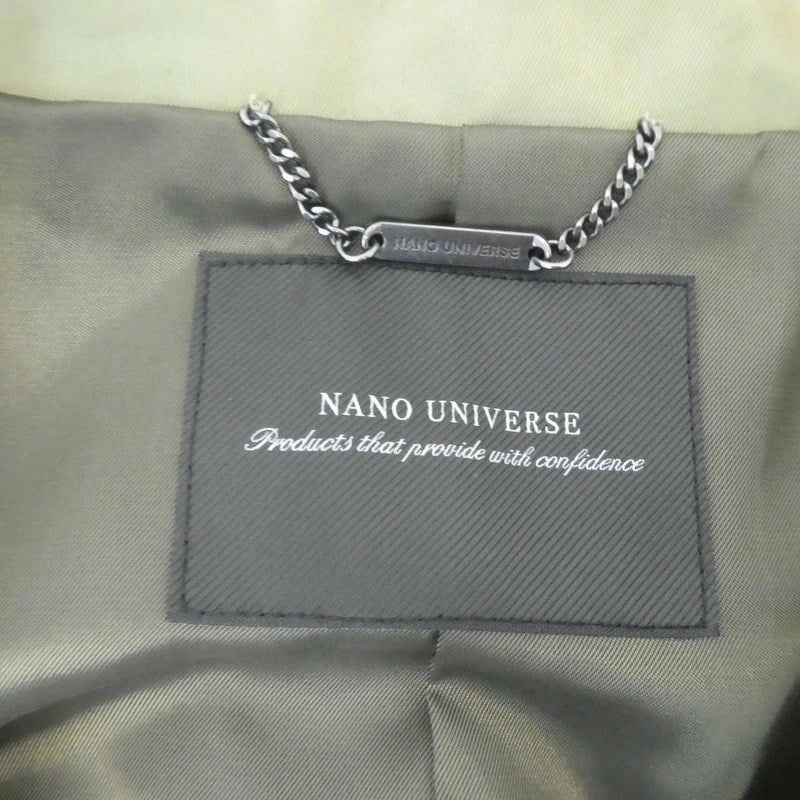 NANO UNIVERSE
NANO UNIVERSE
Products that provide with confidence